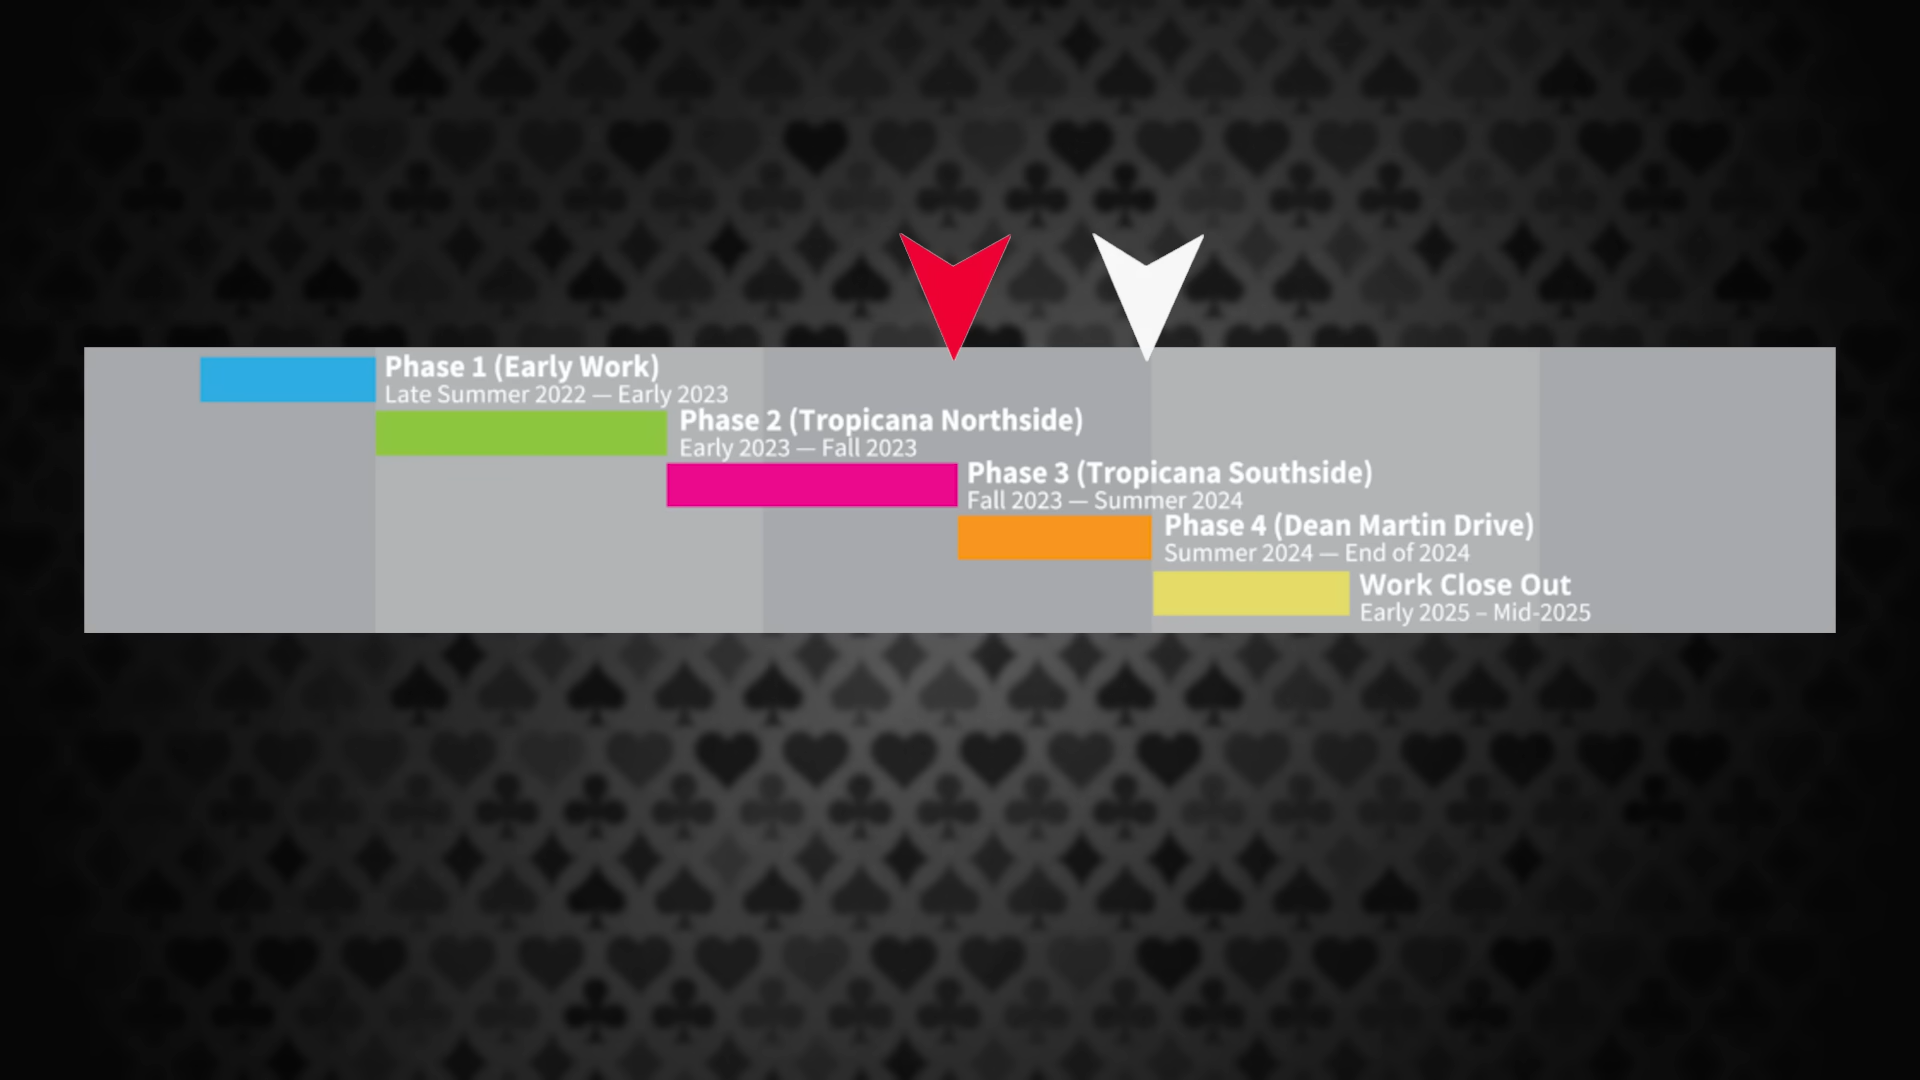 Phase 1 (Early Work)
Late Summer 2022 — Early 2023
Phase 2 (Tropicana Northside)
Early 2023 — Fall 2023
Phase 3 (Tropicana Southside)
Fall 2023 — Summer 2024
Phase 4 (Dean Martin Drive)
Summer 2024 — End of 2024
Work Close Out
Early 2025 – Mid-2025